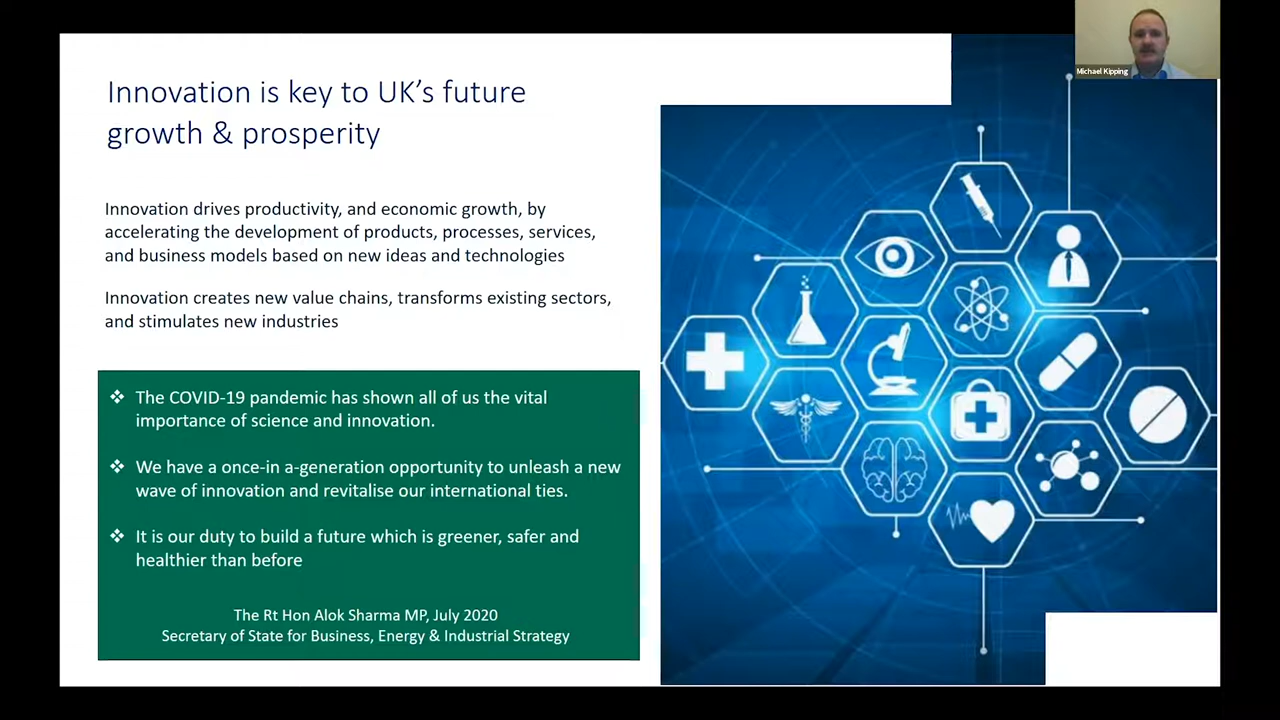 Michael Kipping
Innovation is key to UK’s future
growth & prosperity
Innovation drives productivity, and economic growth, by
accelerating the development of products, processes, services,
and business models based on new ideas and technologies
Innovation creates new value chains, transforms existing sectors,
and stimulates new industries
❖ The COVID-19 pandemic has shown all of us the vital
importance of science and innovation.
❖ We have a once-in a-generation opportunity to unleash a new
wave of innovation and revitalise our international ties.
❖ It is our duty to build a future which is greener, safer and
healthier than before
The Rt Hon Alok Sharma MP, July 2020
Secretary of State for Business, Energy & Industrial Strategy